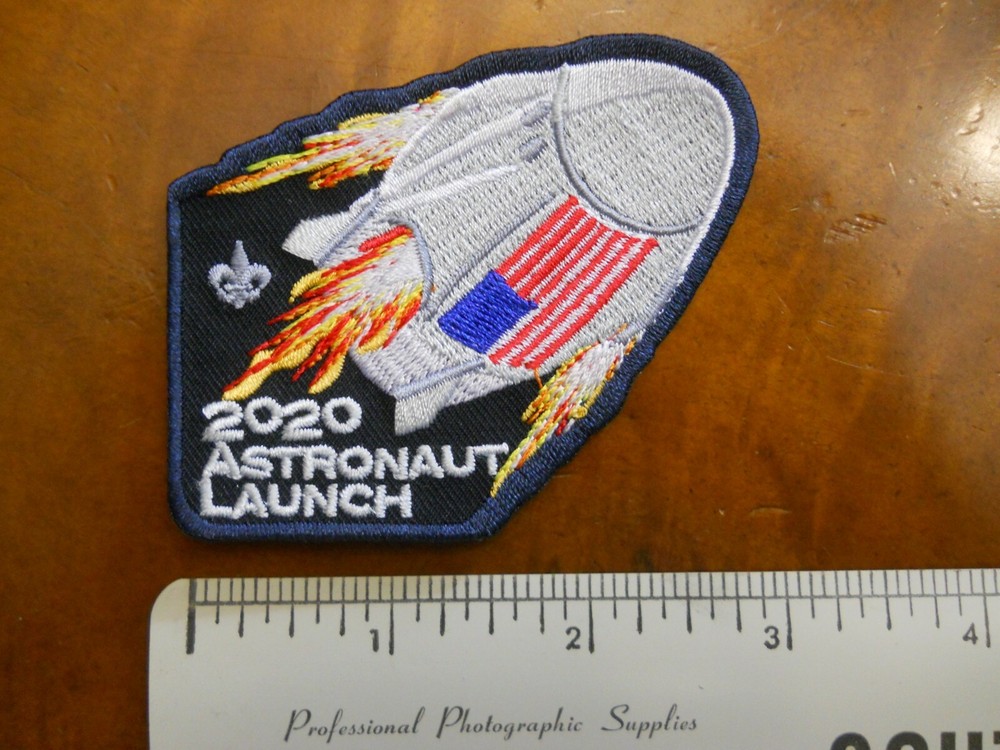 2020
ASTRONAUT
LAUNCH
1 2 3 4
Professional Photographic Supplies